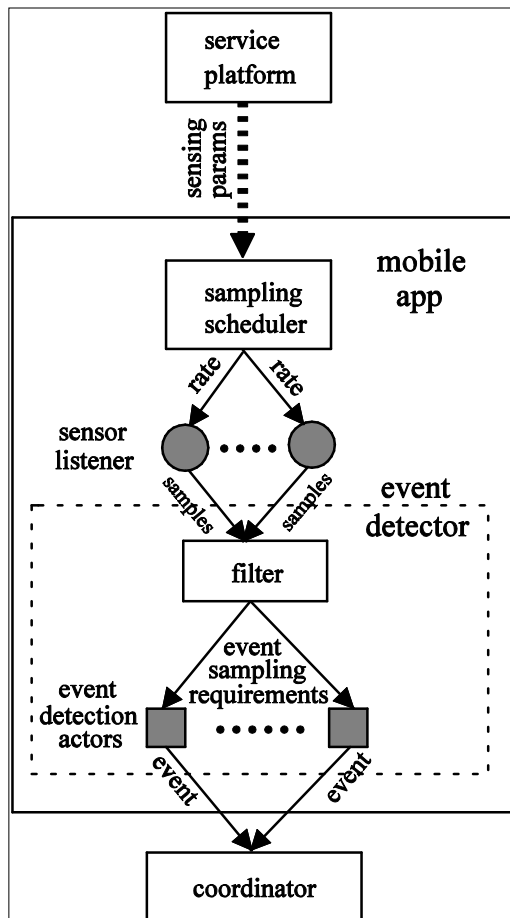 service
platform
sensing
params
mobile
app
sampling
scheduler
rate
rate
sensor
listener
samples
samples
event
detector
filter
event
sampling
requirements
event
detection
actors
event
event
coordinator